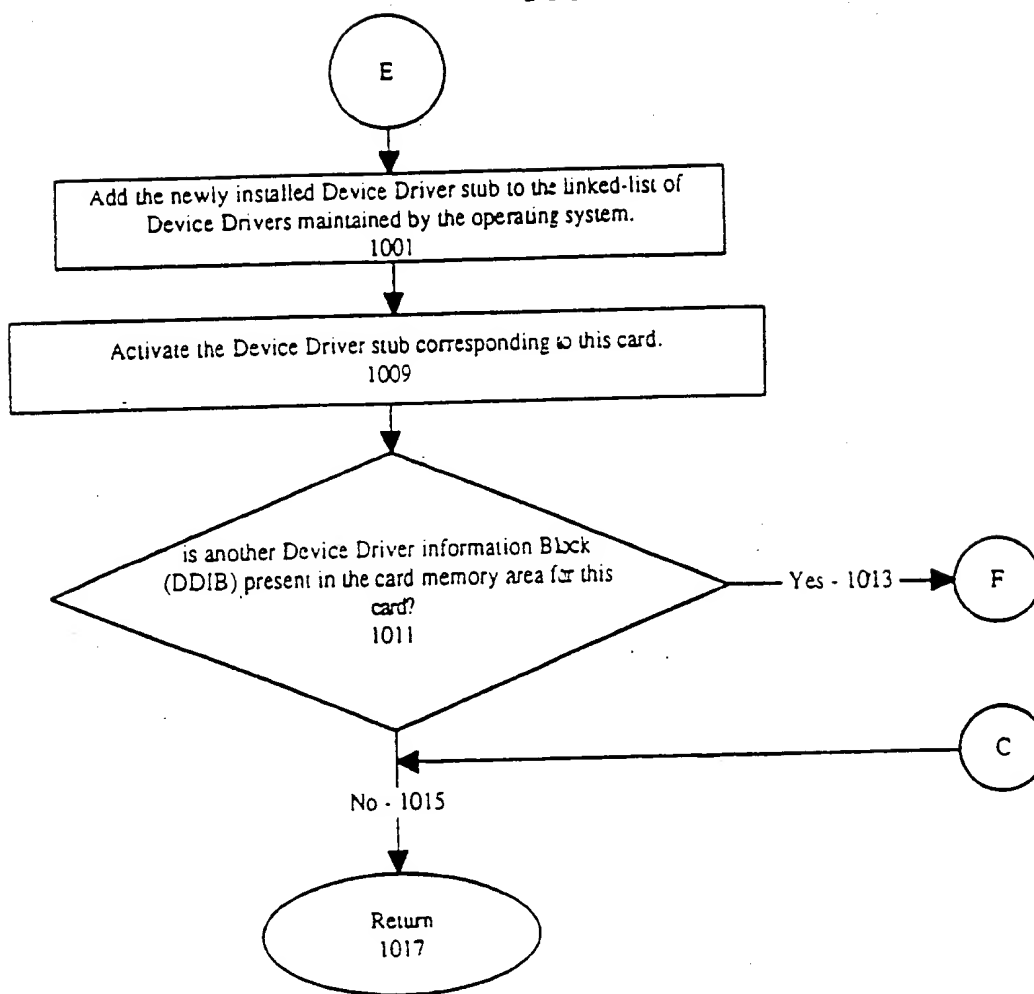 E
Add the newly installed Device Driver stub to the linked-list of
Device Drivers maintained by the operating system.
1001
Activate the Device Driver stub corresponding to this card.
1009
is another Device Driver information Block
(DDIB) present in the card memory area for this
card?
1011
Yes - 1013
F
C
No - 1015
Return
1017